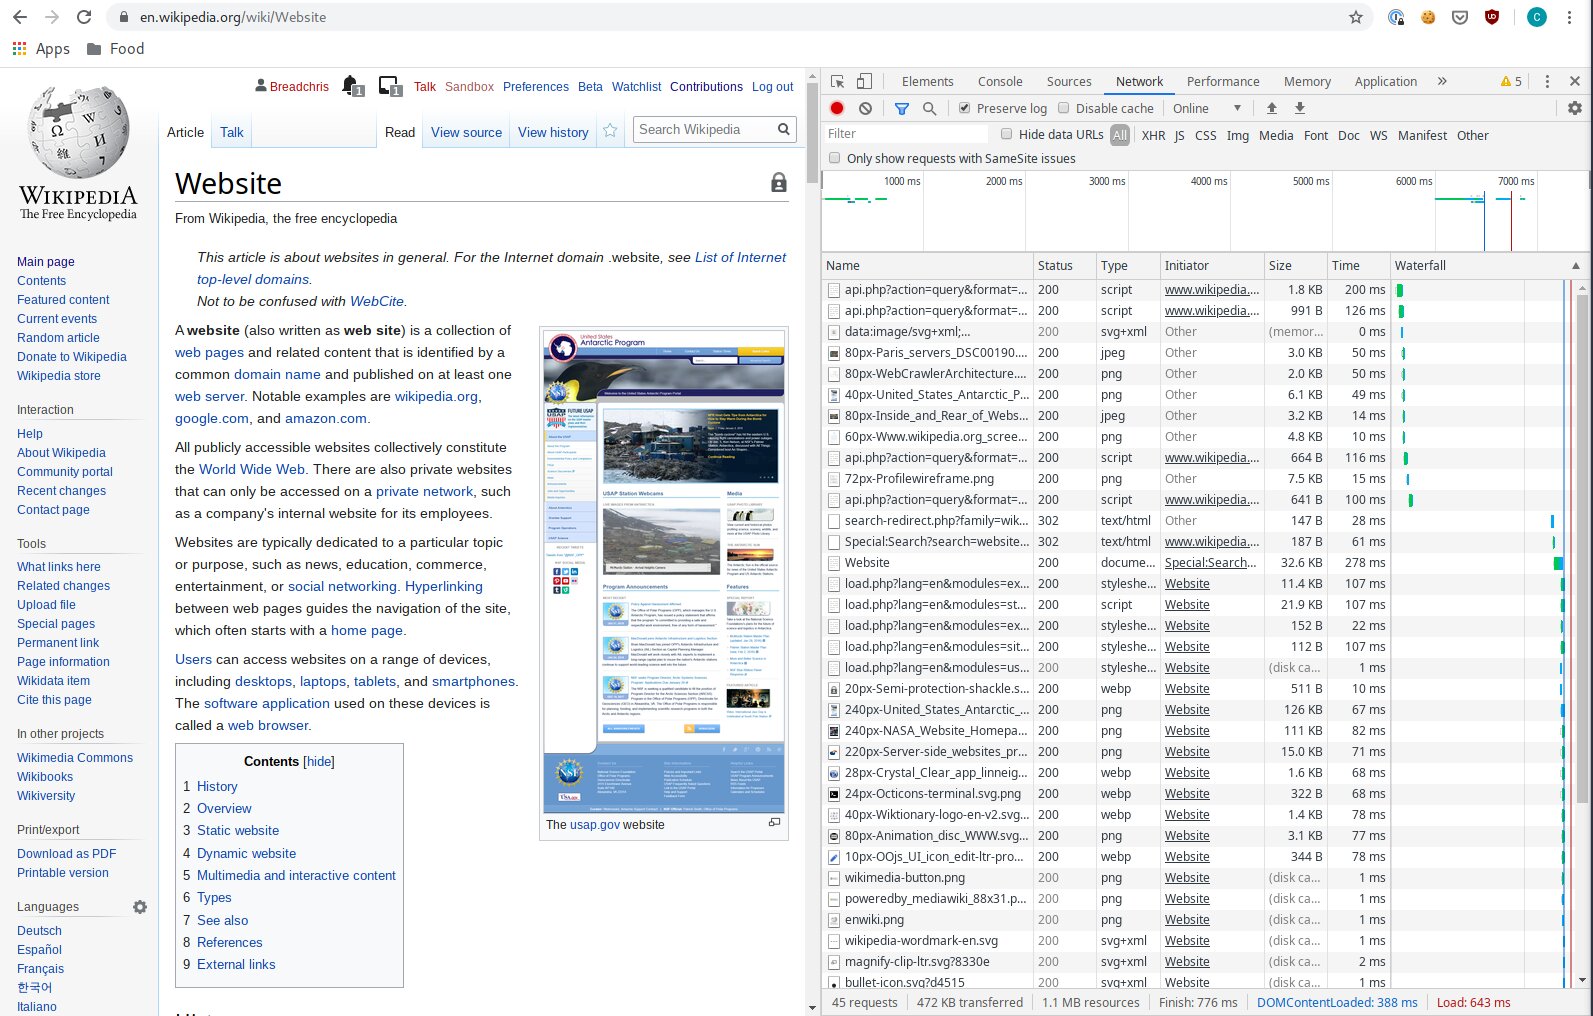 en.wikipedia.org/wiki/Website
C
Apps
Food
Breadchris
1
1
Talk
Sandbox
Preferences
Beta
Watchlist
Contributions
Log out
Article
Talk
Read
View source
View history
Search Wikipedia
WIKIPEDIA
The Free Encyclopedia
Main page
Contents
Featured content
Current events
Random article
Donate to Wikipedia
Wikipedia store
Interaction
Help
About Wikipedia
Community portal
Recent changes
Contact page
Tools
What links here
Related changes
Upload file
Special pages
Permanent link
Page information
Wikidata item
Cite this page
In other projects
Wikimedia Commons
Wikibooks
Wikiversity
Print/export
Download as PDF
Printable version
Languages
Deutsch
Español
Français
한국어
Italiano
Website
From Wikipedia, the free encyclopedia
This article is about websites in general. For the Internet domain .website, see List of Internet
top-level domains.
Not to be confused with WebCite.
A website (also written as web site) is a collection of
web pages and related content that is identified by a
common domain name and published on at least one
web server. Notable examples are wikipedia.org,
google.com, and amazon.com.
All publicly accessible websites collectively constitute
the World Wide Web. There are also private websites
that can only be accessed on a private network, such
as a company's internal website for its employees.
Websites are typically dedicated to a particular topic
or purpose, such as news, education, commerce,
entertainment, or social networking. Hyperlinking
between web pages guides the navigation of the site,
which often starts with a home page.
Users can access websites on a range of devices,
including desktops, laptops, tablets, and smartphones.
The software application used on these devices is
called a web browser.
United States
Antarctic Program
FUTURE USAP
USAP Station Webcams
Media
Program Announcements
Features
NSF
The usap.gov website
Contents [hide]
1 History
2 Overview
3 Static website
4 Dynamic website
5 Multimedia and interactive content
6 Types
7 See also
8 References
9 External links
Elements
Console
Sources
Network
Performance
Memory
Application
»
5
Preserve log
Disable cache
Online
Filter
Hide data URLs
All
XHR
JS
CSS
Img
Media
Font
Doc
WS
Manifest
Other
Only show requests with SameSite issues
1000 ms
2000 ms
3000 ms
4000 ms
5000 ms
6000 ms
7000 ms
Name Status Type Initiator Size Time Waterfall
api.php?action=query&format=... 200 script www.wikipedia.... 1.8 KB 200 ms
api.php?action=query&format=... 200 script www.wikipedia.... 991 B 126 ms
data:image/svg+xml;... 200 svg+xml Other (memor... 0 ms
80px-Paris_servers_DSC00190.... 200 jpeg Other 3.0 KB 50 ms
80px-WebCrawlerArchitecture.... 200 png Other 2.0 KB 50 ms
40px-United_States_Antarctic_P... 200 png Other 6.1 KB 49 ms
80px-Inside_and_Rear_of_Webs... 200 jpeg Other 3.2 KB 14 ms
60px-Www.wikipedia.org_scree... 200 png Other 4.8 KB 10 ms
api.php?action=query&format=... 200 script www.wikipedia.... 664 B 116 ms
72px-Profilewireframe.png 200 png Other 7.5 KB 15 ms
api.php?action=query&format=... 200 script www.wikipedia.... 641 B 100 ms
search-redirect.php?family=wik... 302 text/html Other 147 B 28 ms
Special:Search?search=website... 302 text/html www.wikipedia.... 187 B 61 ms
Website 200 docume... Special:Search... 32.6 KB 278 ms
load.php?lang=en&modules=ex... 200 styleshe... Website 11.4 KB 107 ms
load.php?lang=en&modules=st... 200 script Website 21.9 KB 107 ms
load.php?lang=en&modules=ex... 200 styleshe... Website 152 B 22 ms
load.php?lang=en&modules=sit... 200 styleshe... Website 112 B 107 ms
load.php?lang=en&modules=us... 200 styleshe... Website (disk ca... 1 ms
20px-Semi-protection-shackle.s... 200 webp Website 511 B 10 ms
240px-United_States_Antarctic_... 200 png Website 126 KB 67 ms
240px-NASA_Website_Homepa... 200 png Website 111 KB 82 ms
220px-Server-side_websites_pr... 200 png Website 15.0 KB 71 ms
28px-Crystal_Clear_app_linneig... 200 webp Website 1.6 KB 68 ms
24px-Octicons-terminal.svg.png 200 webp Website 322 B 68 ms
40px-Wiktionary-logo-en-v2.svg... 200 webp Website 1.4 KB 78 ms
80px-Animation_disc_WWW.svg... 200 png Website 3.1 KB 77 ms
10px-OOjs_UI_icon_edit-ltr-pro... 200 webp Website 344 B 78 ms
wikimedia-button.png 200 png Website (disk ca... 1 ms
poweredby_mediawiki_88x31.p... 200 png Website (disk ca... 1 ms
enwiki.png 200 png Website (disk ca... 1 ms
wikipedia-wordmark-en.svg 200 svg+xml Website (disk ca... 1 ms
magnify-clip-ltr.svg?8330e 200 svg+xml Website (disk ca... 2 ms
bullet-icon.svg?d4515 200 svg+xml Website (disk ca... 1 ms
45 requests
472 KB transferred
1.1 MB resources
Finish: 776 ms
DOMContentLoaded: 388 ms
Load: 643 ms